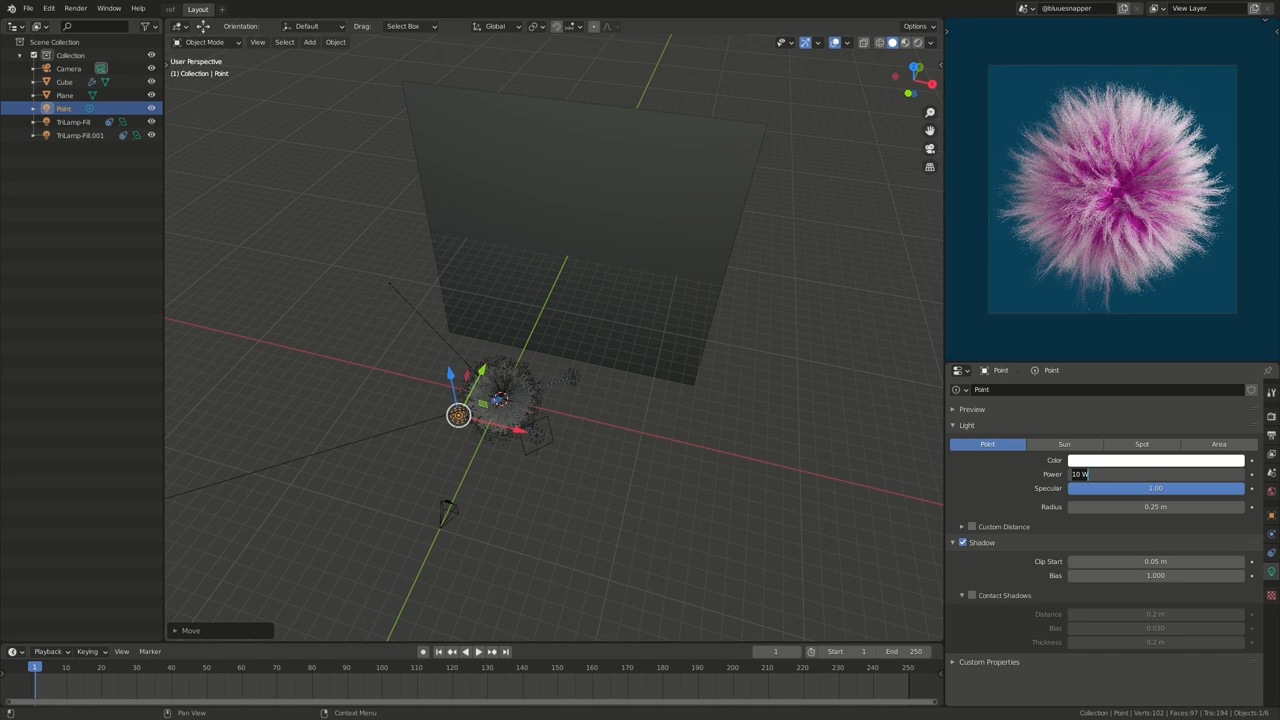 File Edit Render Window Help ref Layout + @bluuesnapper View Layer
Orientation: Default Drag: Select Box Global Options
Object Mode View Select Add Object
Scene Collection
Collection
Camera
Cube
Plane
Point
TriLamp-Fill
TriLamp-Fill.001
User Perspective
(1) Collection | Point
Z
X
Move
Point Point
Point
Preview
Light
Point Sun Spot Area
Color
Power 10 W
Specular 1.00
Radius 0.25 m
Custom Distance
Shadow
Clip Start 0.05 m
Bias 1.000
Contact Shadows
Distance 0.2 m
Bias 0.030
Thickness 0.2 m
Custom Properties
Playback Keying View Marker 1 Start 1 End 250
1 10 20 30 40 50 60 70 80 90 100 110 120 130 140 150 160 170 180 190 200 210 220 230 240 250
Pan View Context Menu Collection | Point | Verts:102 | Faces:97 | Tris:194 | Objects:1/6